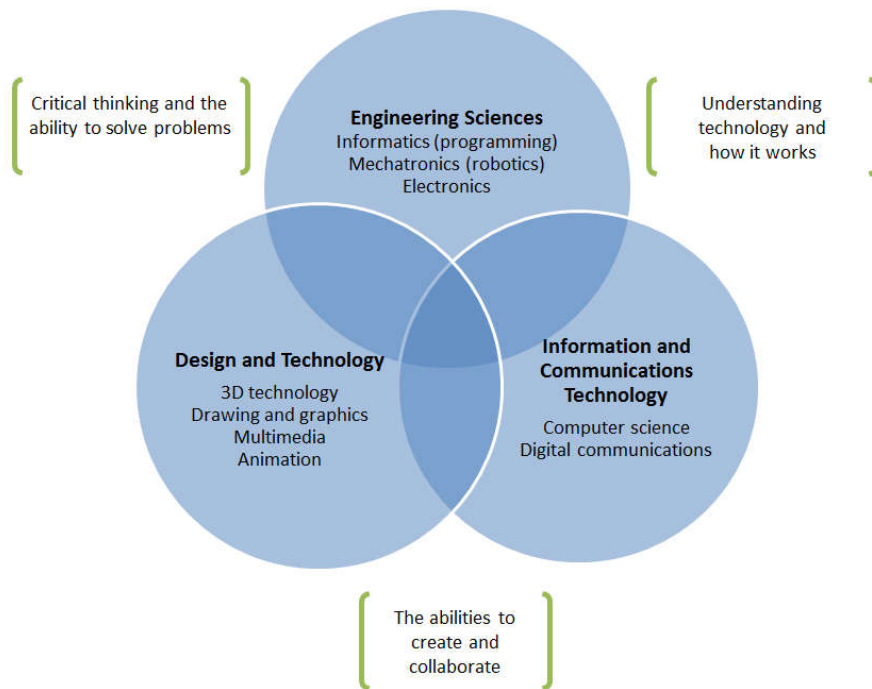 Critical thinking and the
ability to solve problems
Engineering Sciences
Informatics (programming)
Mechatronics (robotics)
Electronics
Understanding
technology and
how it works
Design and Technology
3D technology
Drawing and graphics
Multimedia
Animation
Information and
Communications
Technology
Computer science
Digital communications
The abilities to
create and
collaborate